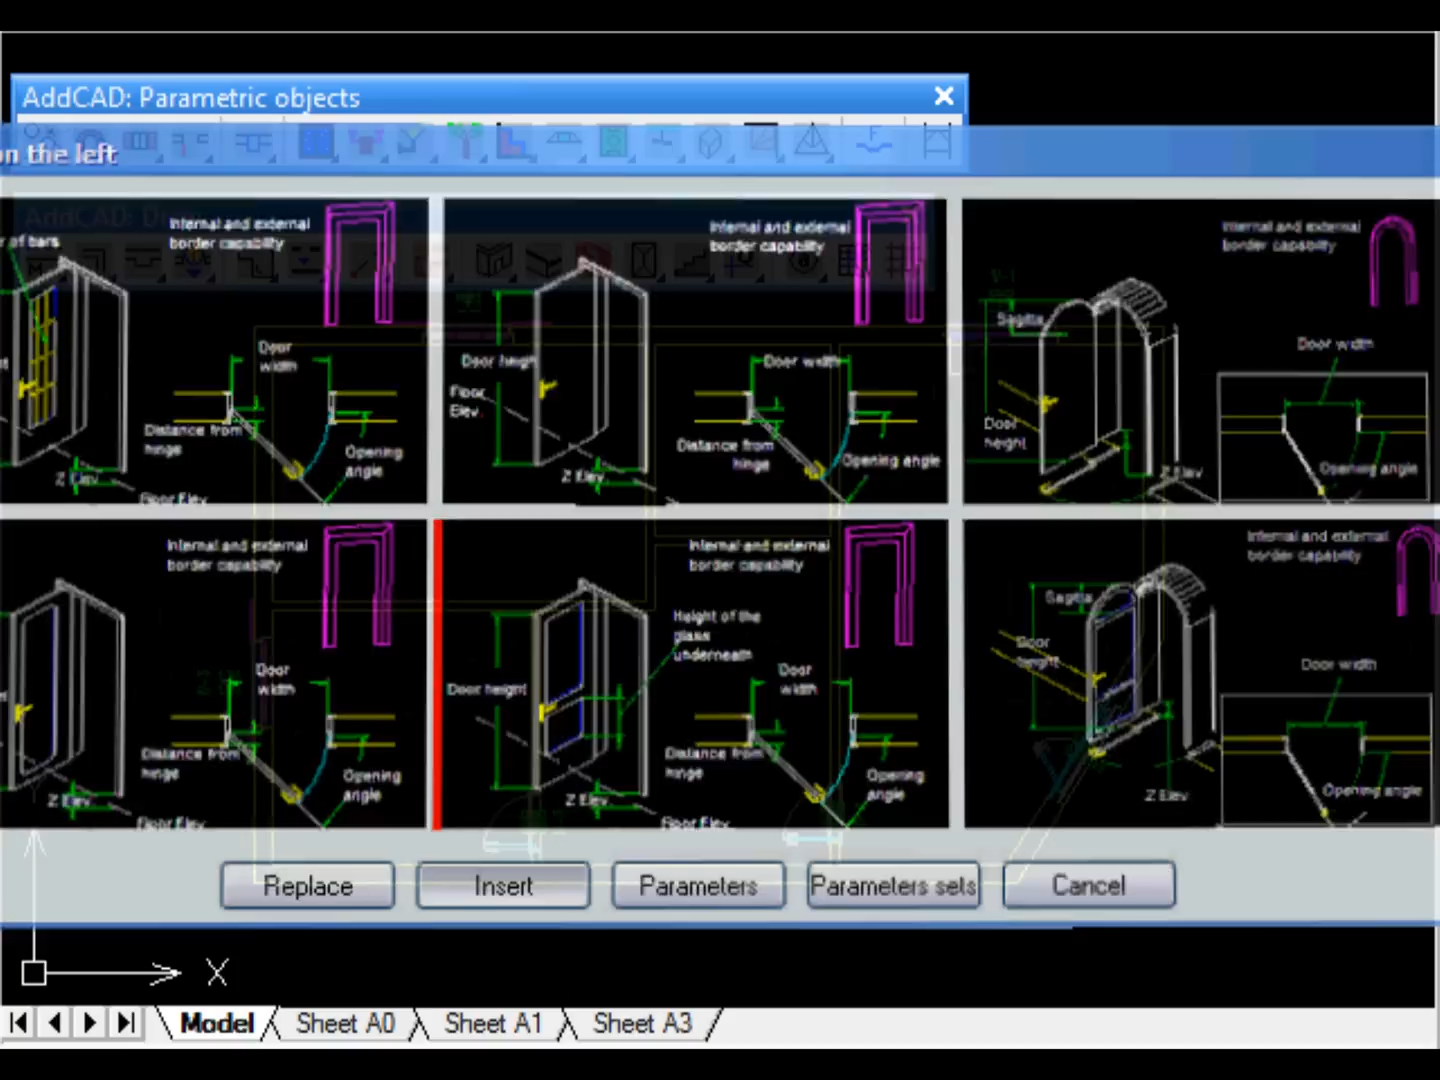 AddCAD: Parametric objects
on the left
Internal and external
border capability
of bars
Door
width
Distance from
hinge
Opening
angle
Z Elev
Floor Elev
Internal and external
border capability
Door height
Floor
Elev
Door width
Distance from
hinge
Opening angle
Z Elev
Internal and external
border capability
Sagitta
Door width
Door
height
Opening angle
Z Elev
Internal and external
border capability
Door
width
Distance from
hinge
Opening
angle
Z Elev
Floor Elev
Internal and external
border capability
Height of the
glass
underneath
Door height
Door
width
Distance from
hinge
Opening
angle
Z Elev
Floor Elev
Internal and external
border capability
Sagitta
Door
height
Door width
Opening angle
Z Elev
Replace Insert Parameters Parameters sets Cancel
X
Model Sheet A0 Sheet A1 Sheet A3